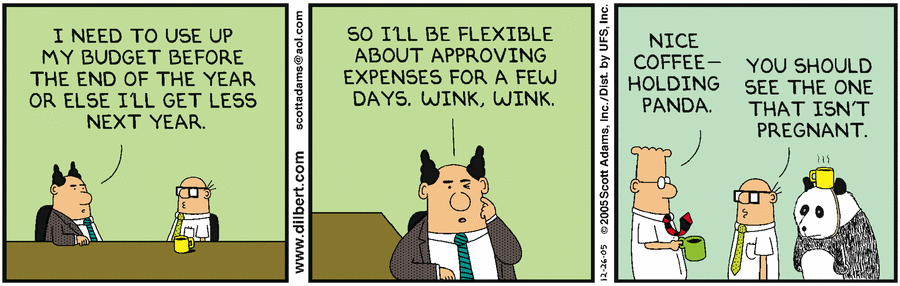 I NEED TO USE UP
MY BUDGET BEFORE
THE END OF THE YEAR
OR ELSE I'LL GET LESS
NEXT YEAR.
www.dilbert.com
scottadams@aol.com
SO I'LL BE FLEXIBLE
ABOUT APPROVING
EXPENSES FOR A FEW
DAYS. WINK, WINK.
12-26-05 © 2005 Scott Adams, Inc./Dist. by UFS, Inc.
NICE
COFFEE—
HOLDING
PANDA.
YOU SHOULD
SEE THE ONE
THAT ISN'T
PREGNANT.